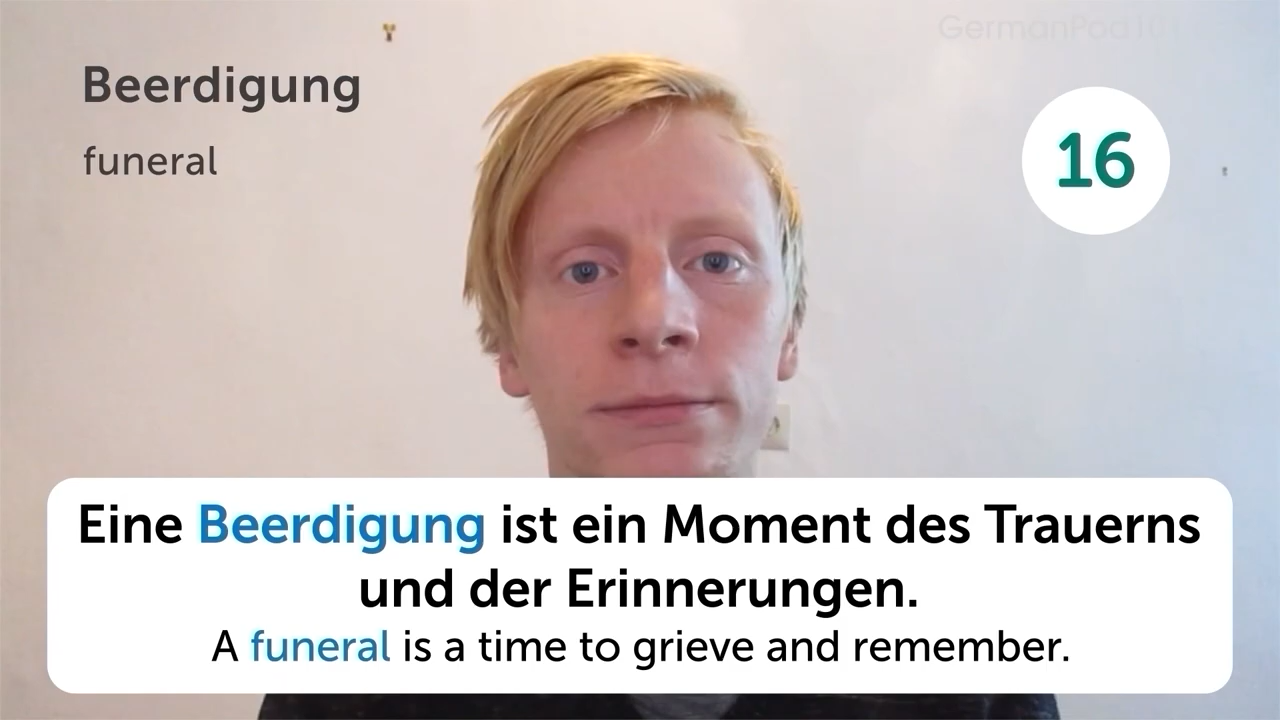 GermanPod101
Beerdigung
funeral
16
Eine Beerdigung ist ein Moment des Trauerns
und der Erinnerungen.
A funeral is a time to grieve and remember.